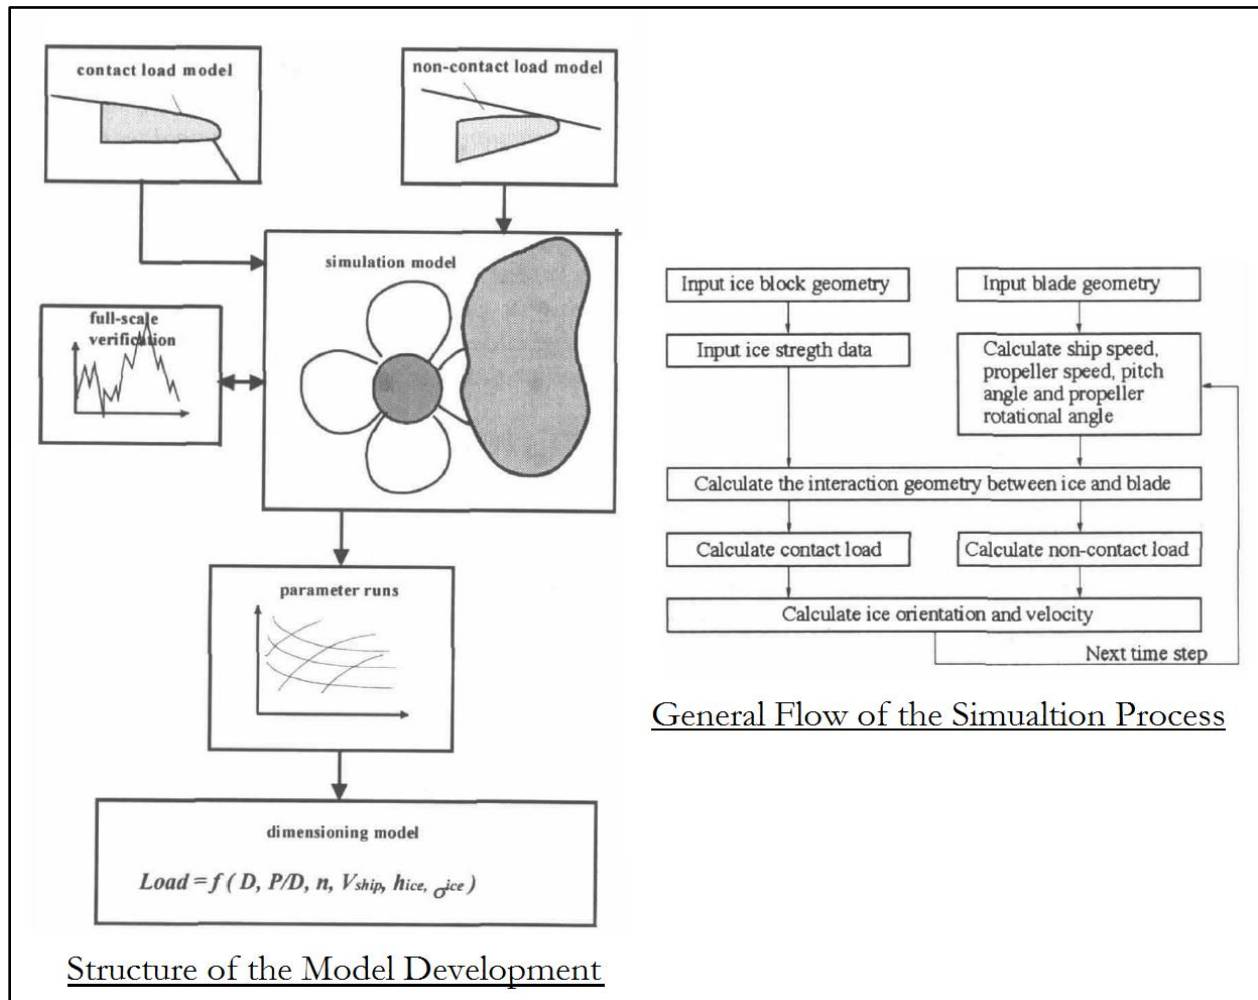 contact load model
non-contact load model
simulation model
full-scale
verification
parameter runs
dimensioning model
Load = f ( D, P/D, n, Vship, hice, σice )
Structure of the Model Development
Input ice block geometry
Input blade geometry
Input ice stregth data
Calculate ship speed,
propeller speed, pitch
angle and propeller
rotational angle
Calculate the interaction geometry between ice and blade
Calculate contact load
Calculate non-contact load
Calculate ice orientation and velocity
Next time step
General Flow of the Simualtion Process